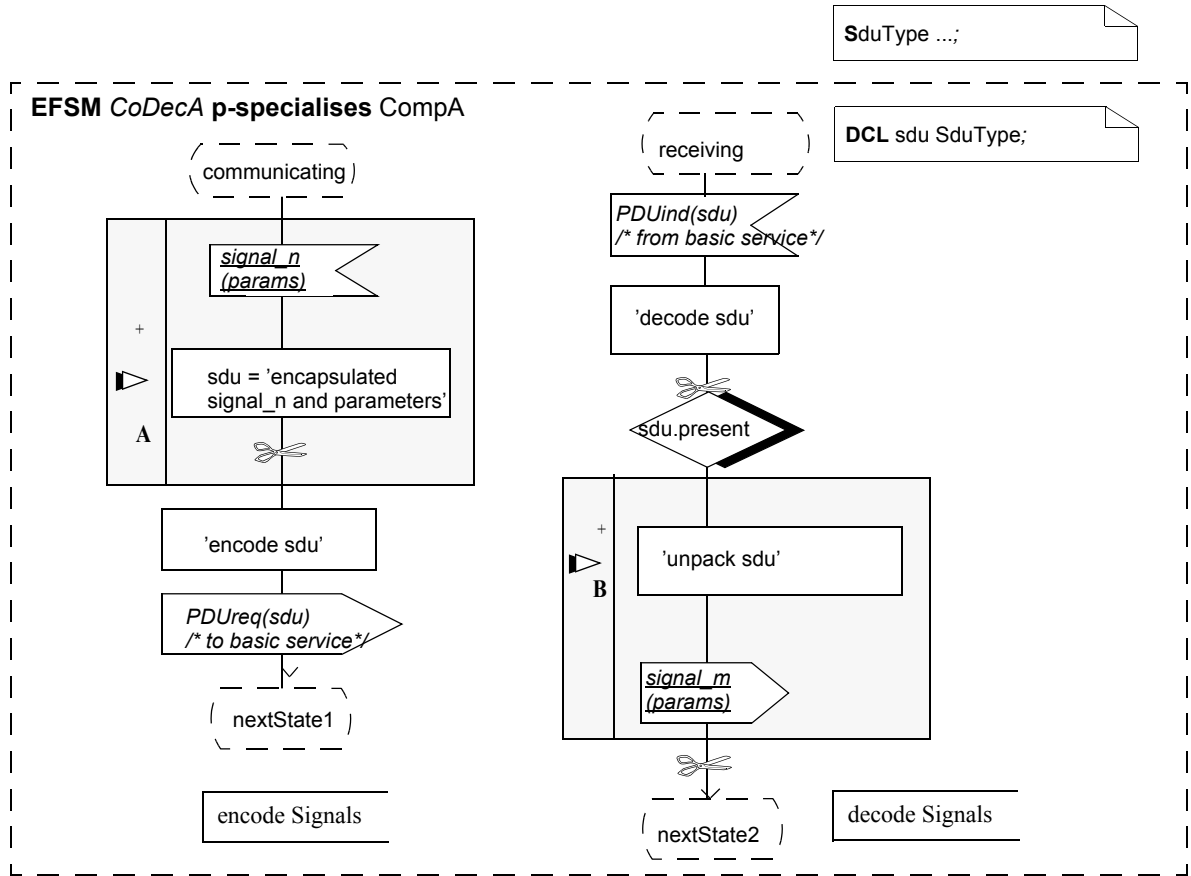 SduType ...;
EFSM CoDecA p-specialises CompA
DCL sdu SduType;
communicating
signal_n
(params)
+
sdu = ’encapsulated
signal_n and parameters’
A
’encode sdu’
PDUreq(sdu)
/* to basic service*/
nextState1
encode Signals
receiving
PDUind(sdu)
/* from basic service*/
’decode sdu’
sdu.present
+
’unpack sdu’
B
signal_m
(params)
nextState2
decode Signals